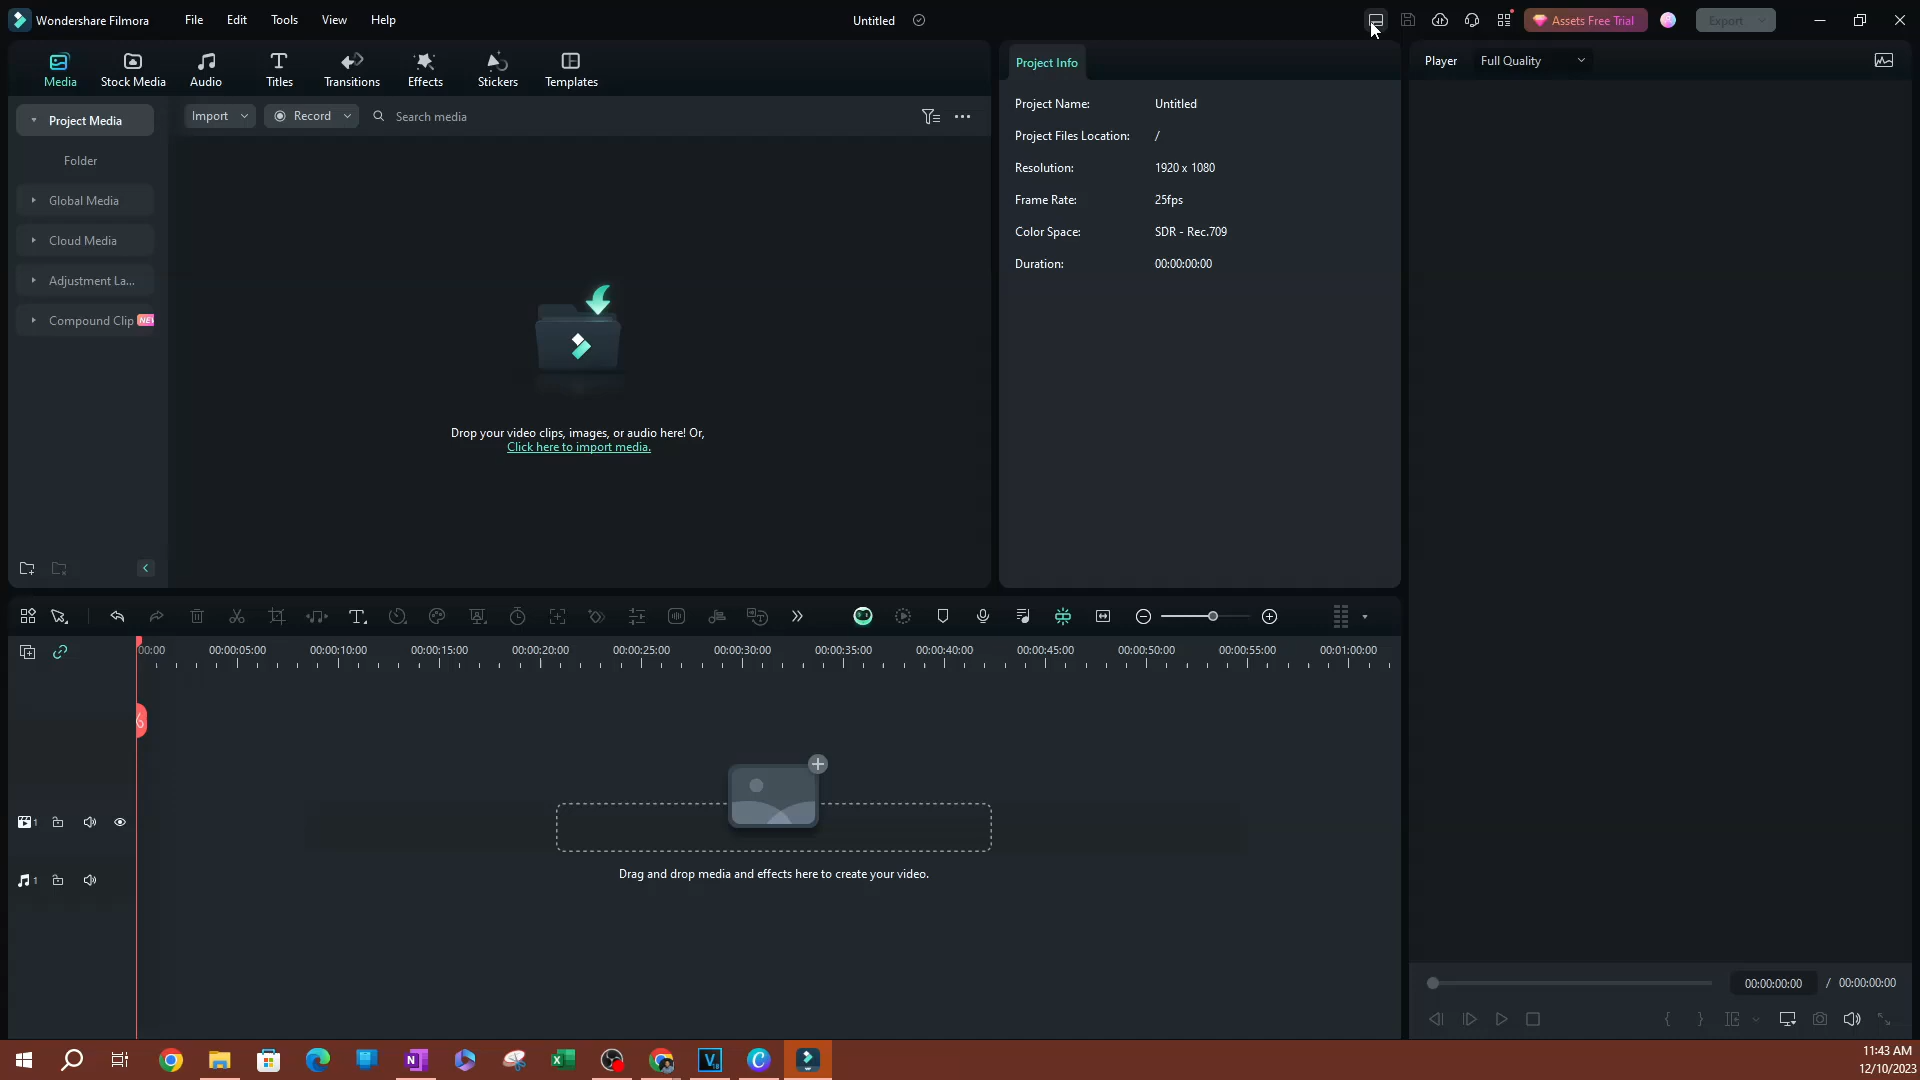 Wondershare Filmora
File
Edit
Tools
View
Help
Untitled
Assets Free Trial
Export
Media
Stock Media
Audio
Titles
Transitions
Effects
Stickers
Templates
Project Info
Player
Full Quality
Project Media
Folder
Global Media
Cloud Media
Adjustment La...
Compound Clip NEW
Import
Record
Search media
Drop your video clips, images, or audio here! Or,
Click here to import media.
Project Name: Untitled
Project Files Location: /
Resolution: 1920 x 1080
Frame Rate: 25fps
Color Space: SDR - Rec.709
Duration: 00:00:00:00
00:00
00:00:05:00
00:00:10:00
00:00:15:00
00:00:20:00
00:00:25:00
00:00:30:00
00:00:35:00
00:00:40:00
00:00:45:00
00:00:50:00
00:00:55:00
00:01:00:00
1
1
Drag and drop media and effects here to create your video.
00:00:00:00 / 00:00:00:00
11:43 AM
12/10/2023